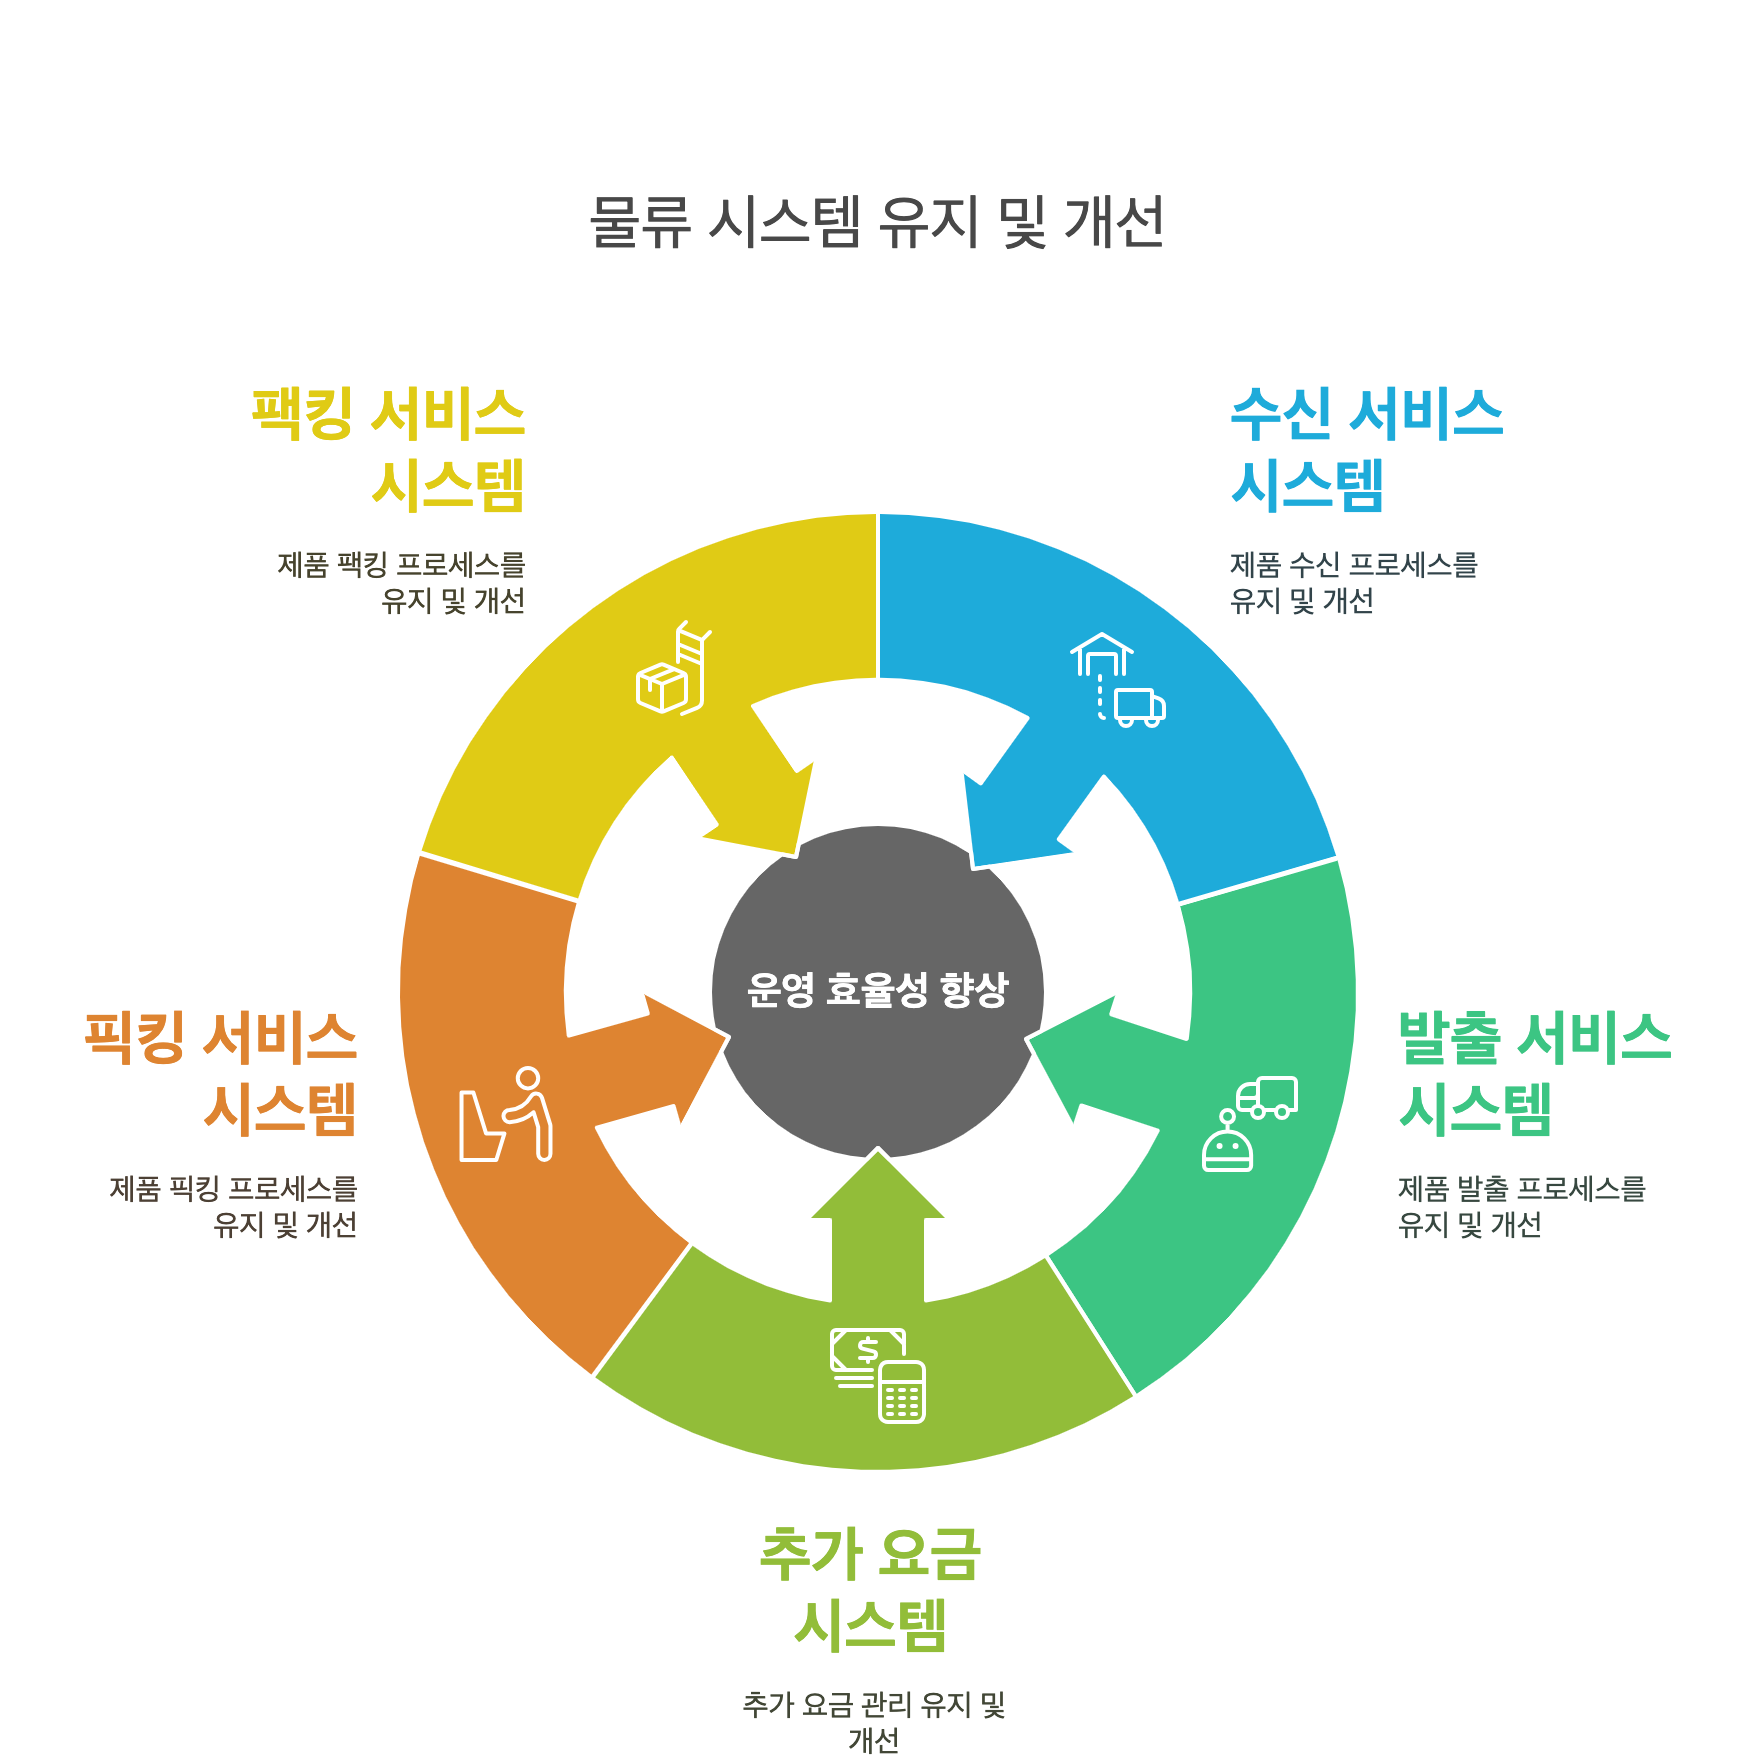 물류 시스템 유지 및 개선
팩킹 서비스
시스템
제품 팩킹 프로세스를
유지 및 개선
수신 서비스
시스템
제품 수신 프로세스를
유지 및 개선
운영 효율성 향상
픽킹 서비스
시스템
제품 픽킹 프로세스를
유지 및 개선
발출 서비스
시스템
제품 발출 프로세스를
유지 및 개선
$
추가 요금
시스템
추가 요금 관리 유지 및
개선